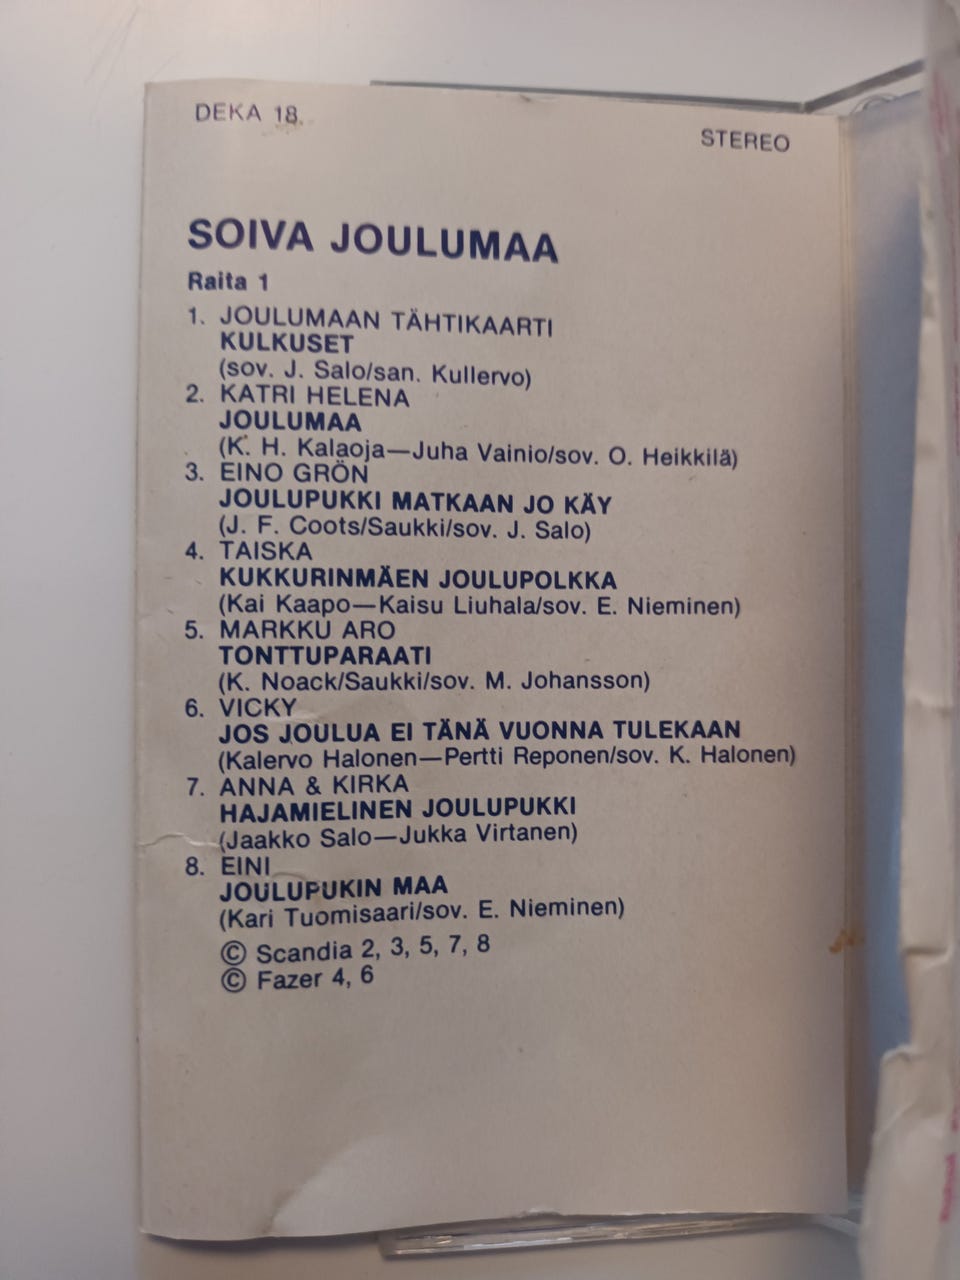 DEKA 18
STEREO
SOIVA JOULUMAA
Raita 1
1. JOULUMAAN TÄHTIKAARTI
KULKUSET
(sov. J. Salo/san. Kullervo)
2. KATRI HELENA
JOULUMAA
(K. H. Kalaoja—Juha Vainio/sov. O. Heikkilä)
3. EINO GRÖN
JOULUPUKKI MATKAAN JO KÄY
(J. F. Coots/Saukki/sov. J. Salo)
4. TAISKA
KUKKURINMÄEN JOULUPOLKKA
(Kai Kaapo—Kaisu Liuhala/sov. E. Nieminen)
5. MARKKU ARO
TONTTUPARAATI
(K. Noack/Saukki/sov. M. Johansson)
6. VICKY
JOS JOULUA EI TÄNÄ VUONNA TULEKAAN
(Kalervo Halonen—Pertti Reponen/sov. K. Halonen)
7. ANNA & KIRKA
HAJAMIELINEN JOULUPUKKI
(Jaakko Salo—Jukka Virtanen)
8. EINI
JOULUPUKIN MAA
(Kari Tuomisaari/sov. E. Nieminen)
© Scandia 2, 3, 5, 7, 8
© Fazer 4, 6